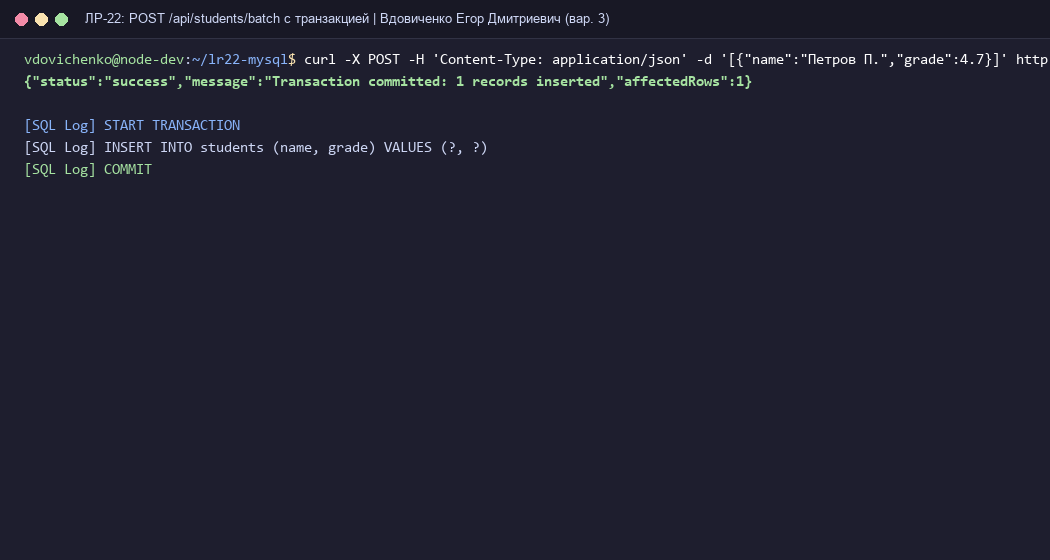 ЛР-22: POST /api/students/batch с транзакцией | Вдовиченко Егор Дмитриевич (вар. 3)
vdovichenko@node-dev:~/lr22-mysql$ curl -X POST -H 'Content-Type: application/json' -d '[{"name":"Петров П.","grade":4.7}]' http
{"status":"success","message":"Transaction committed: 1 records inserted","affectedRows":1}
[SQL Log] START TRANSACTION
[SQL Log] INSERT INTO students (name, grade) VALUES (?, ?)
[SQL Log] COMMIT